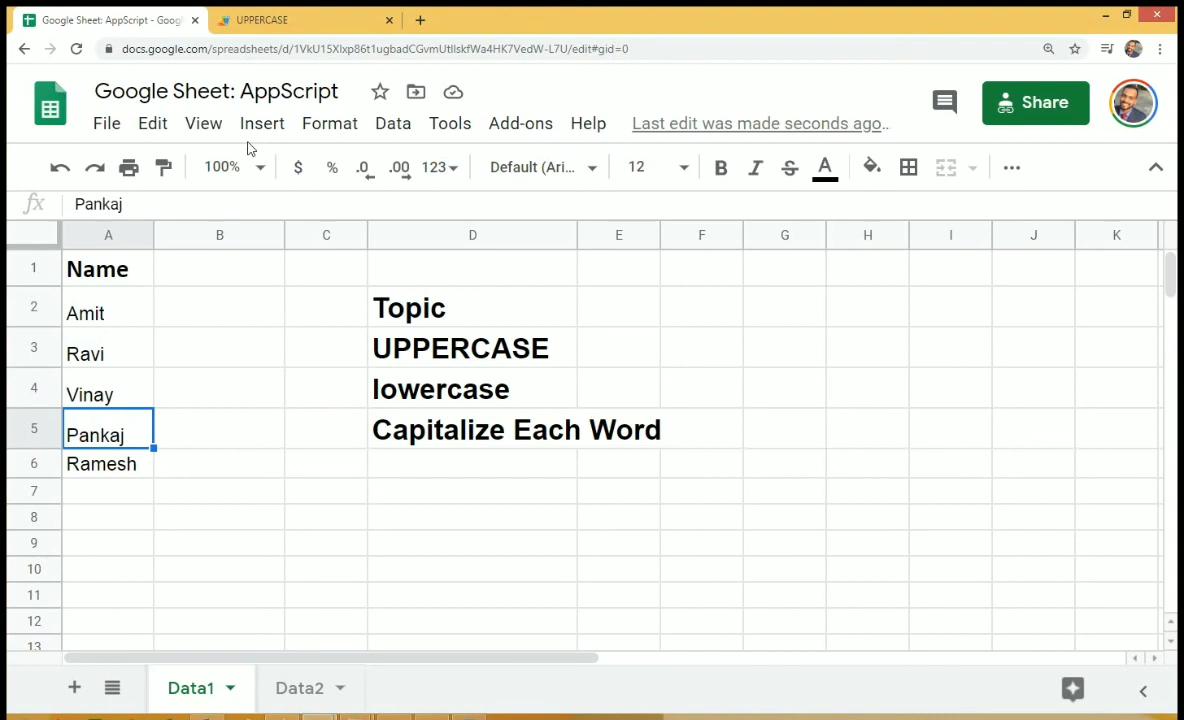 Google Sheet: AppScript - Googl
UPPERCASE
docs.google.com/spreadsheets/d/1VkU15Xlxp86t1ugbadCGvmUtllskfWa4HK7VedW-L7U/edit#gid=0
Google Sheet: AppScript
Share
File Edit View Insert Format Data Tools Add-ons Help Last edit was made seconds ago...
100% $ % .0 .00 123 Default (Ari... 12 B I S A
fx Pankaj
A B C D E F G H I J K
1 Name
2 Amit Topic
3 Ravi UPPERCASE
4 Vinay lowercase
5 Pankaj Capitalize Each Word
6 Ramesh
7
8
9
10
11
12
13
Data1 Data2